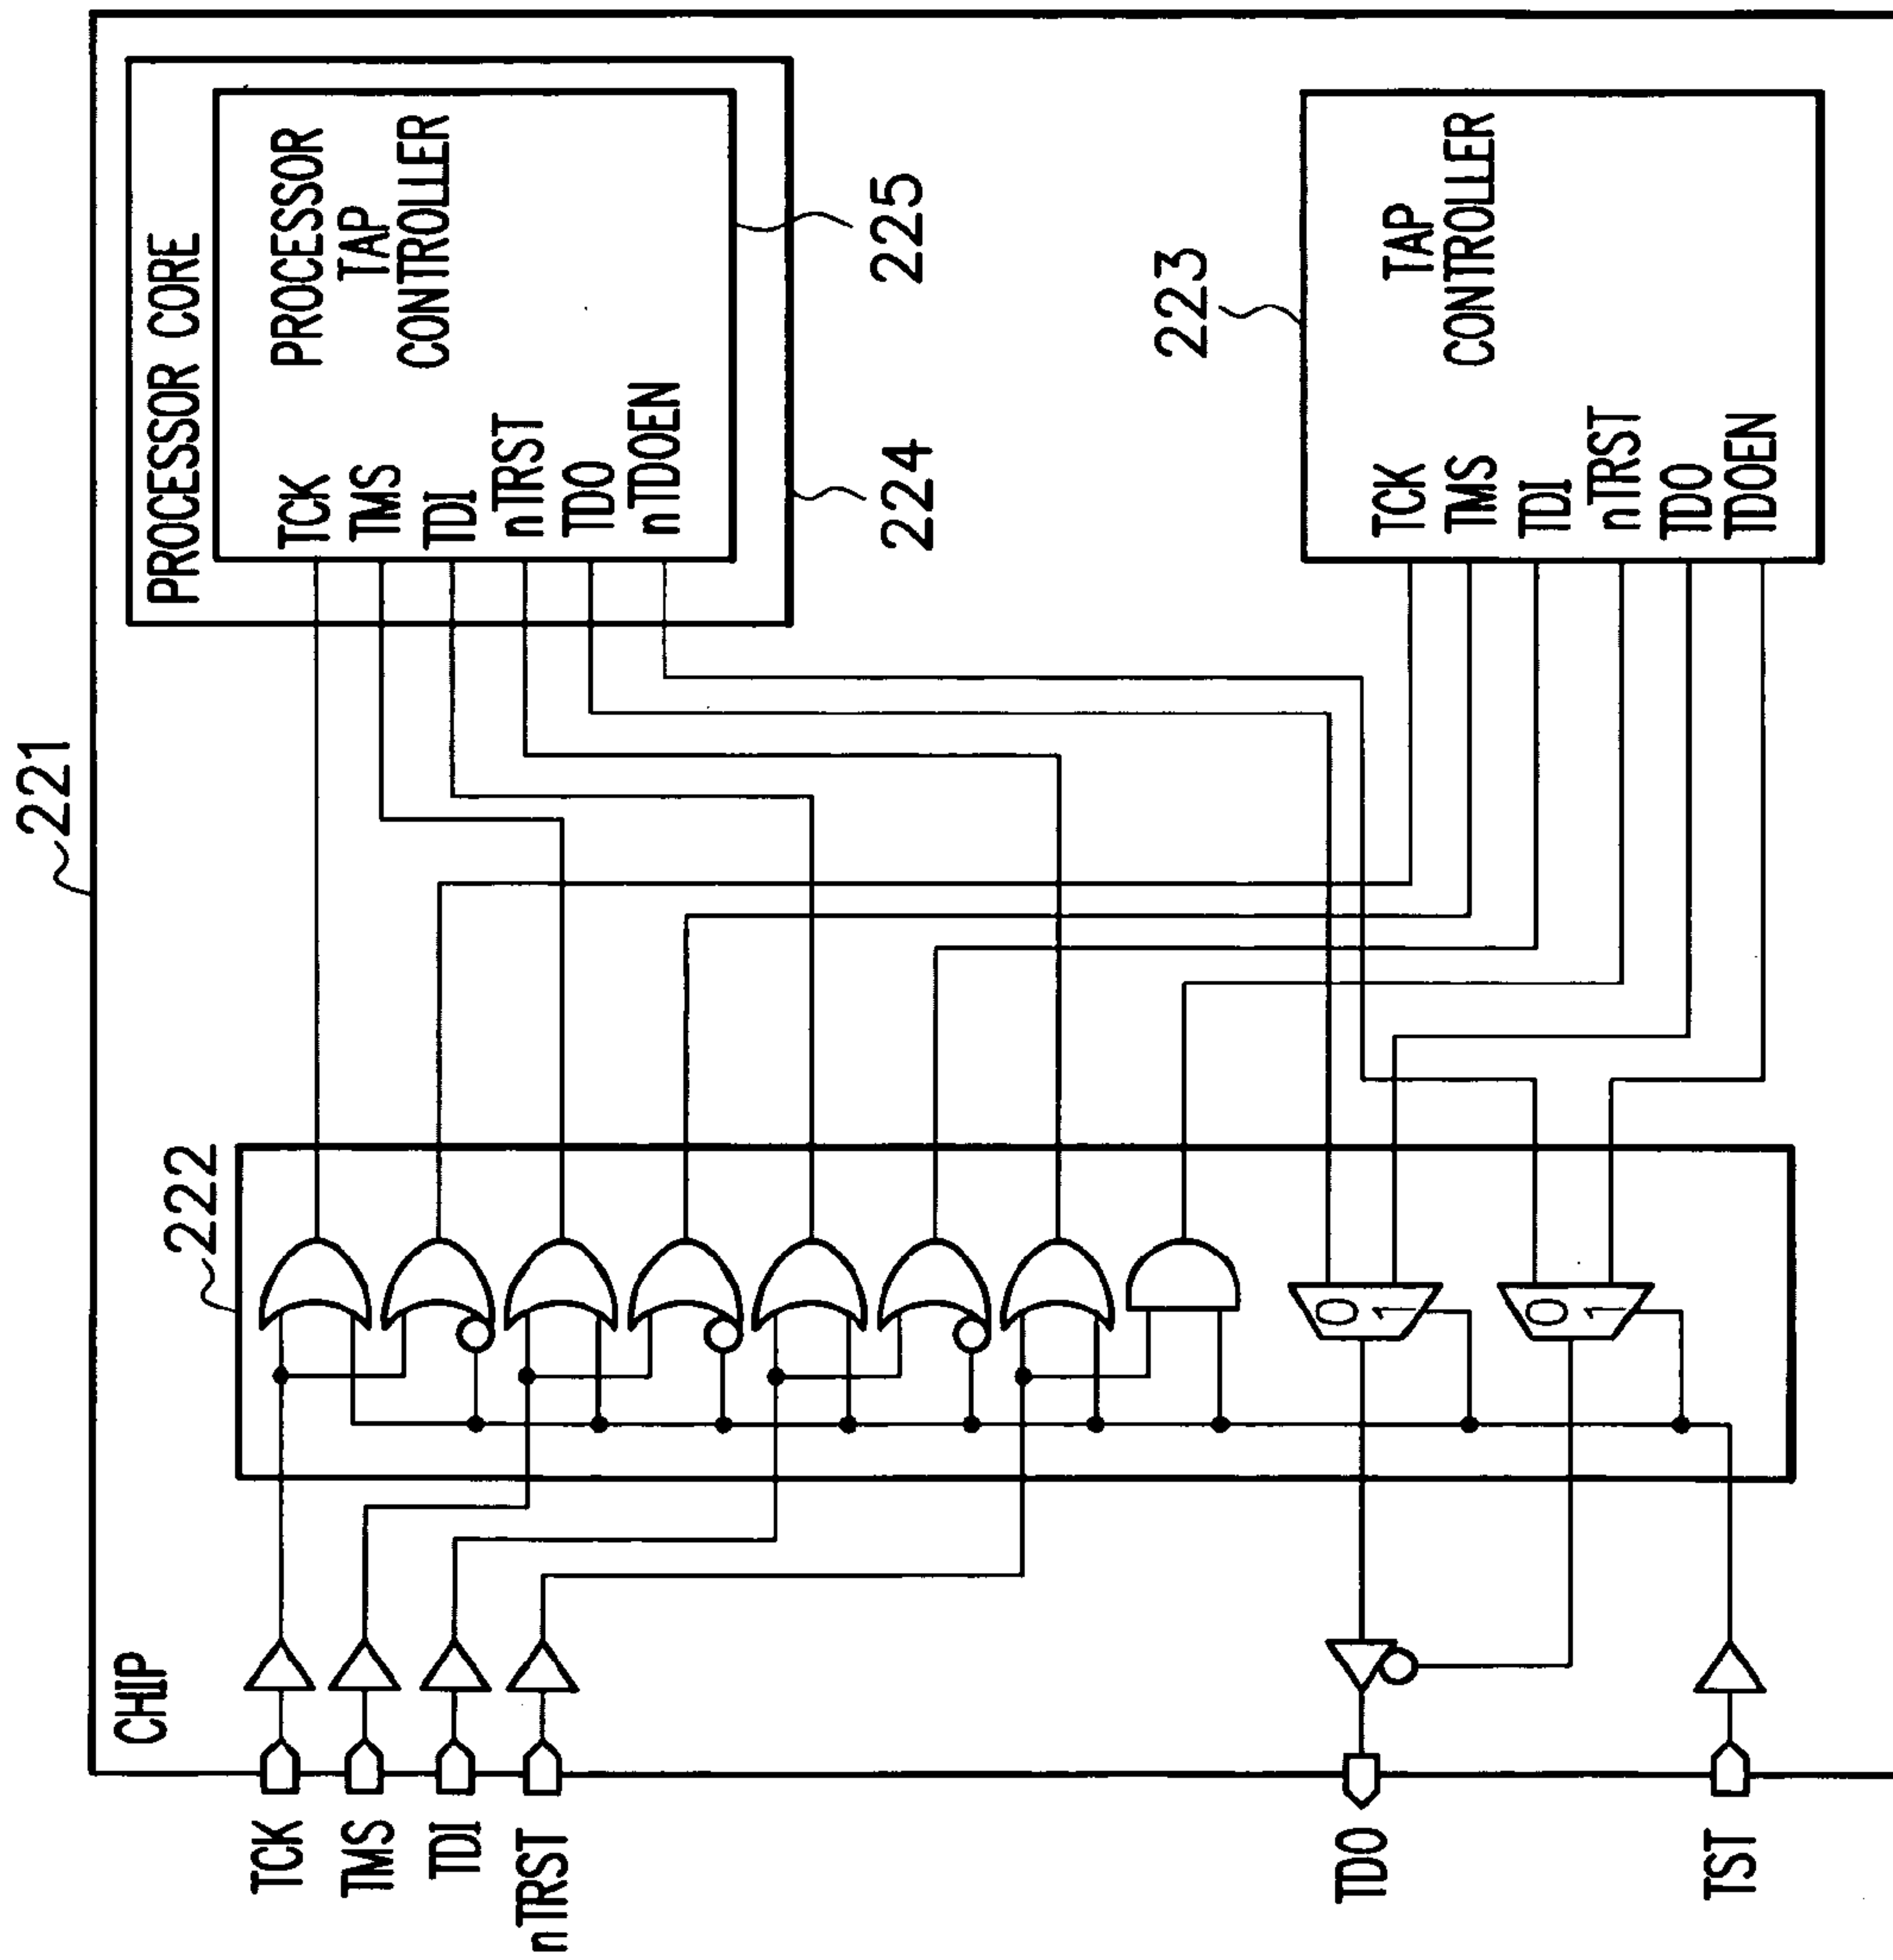 221
CHIP
222
PROCESSOR CORE
PROCESSOR
TAP
CONTROLLER
TCK
TMS
TDI
nTRST
TDO
nTDOEN
225
224
223
TAP
CONTROLLER
TCK
TMS
TDI
nTRST
TDO
TDOEN
0
1
0
1
TCK
TMS
TDI
nTRST
TDO
TST